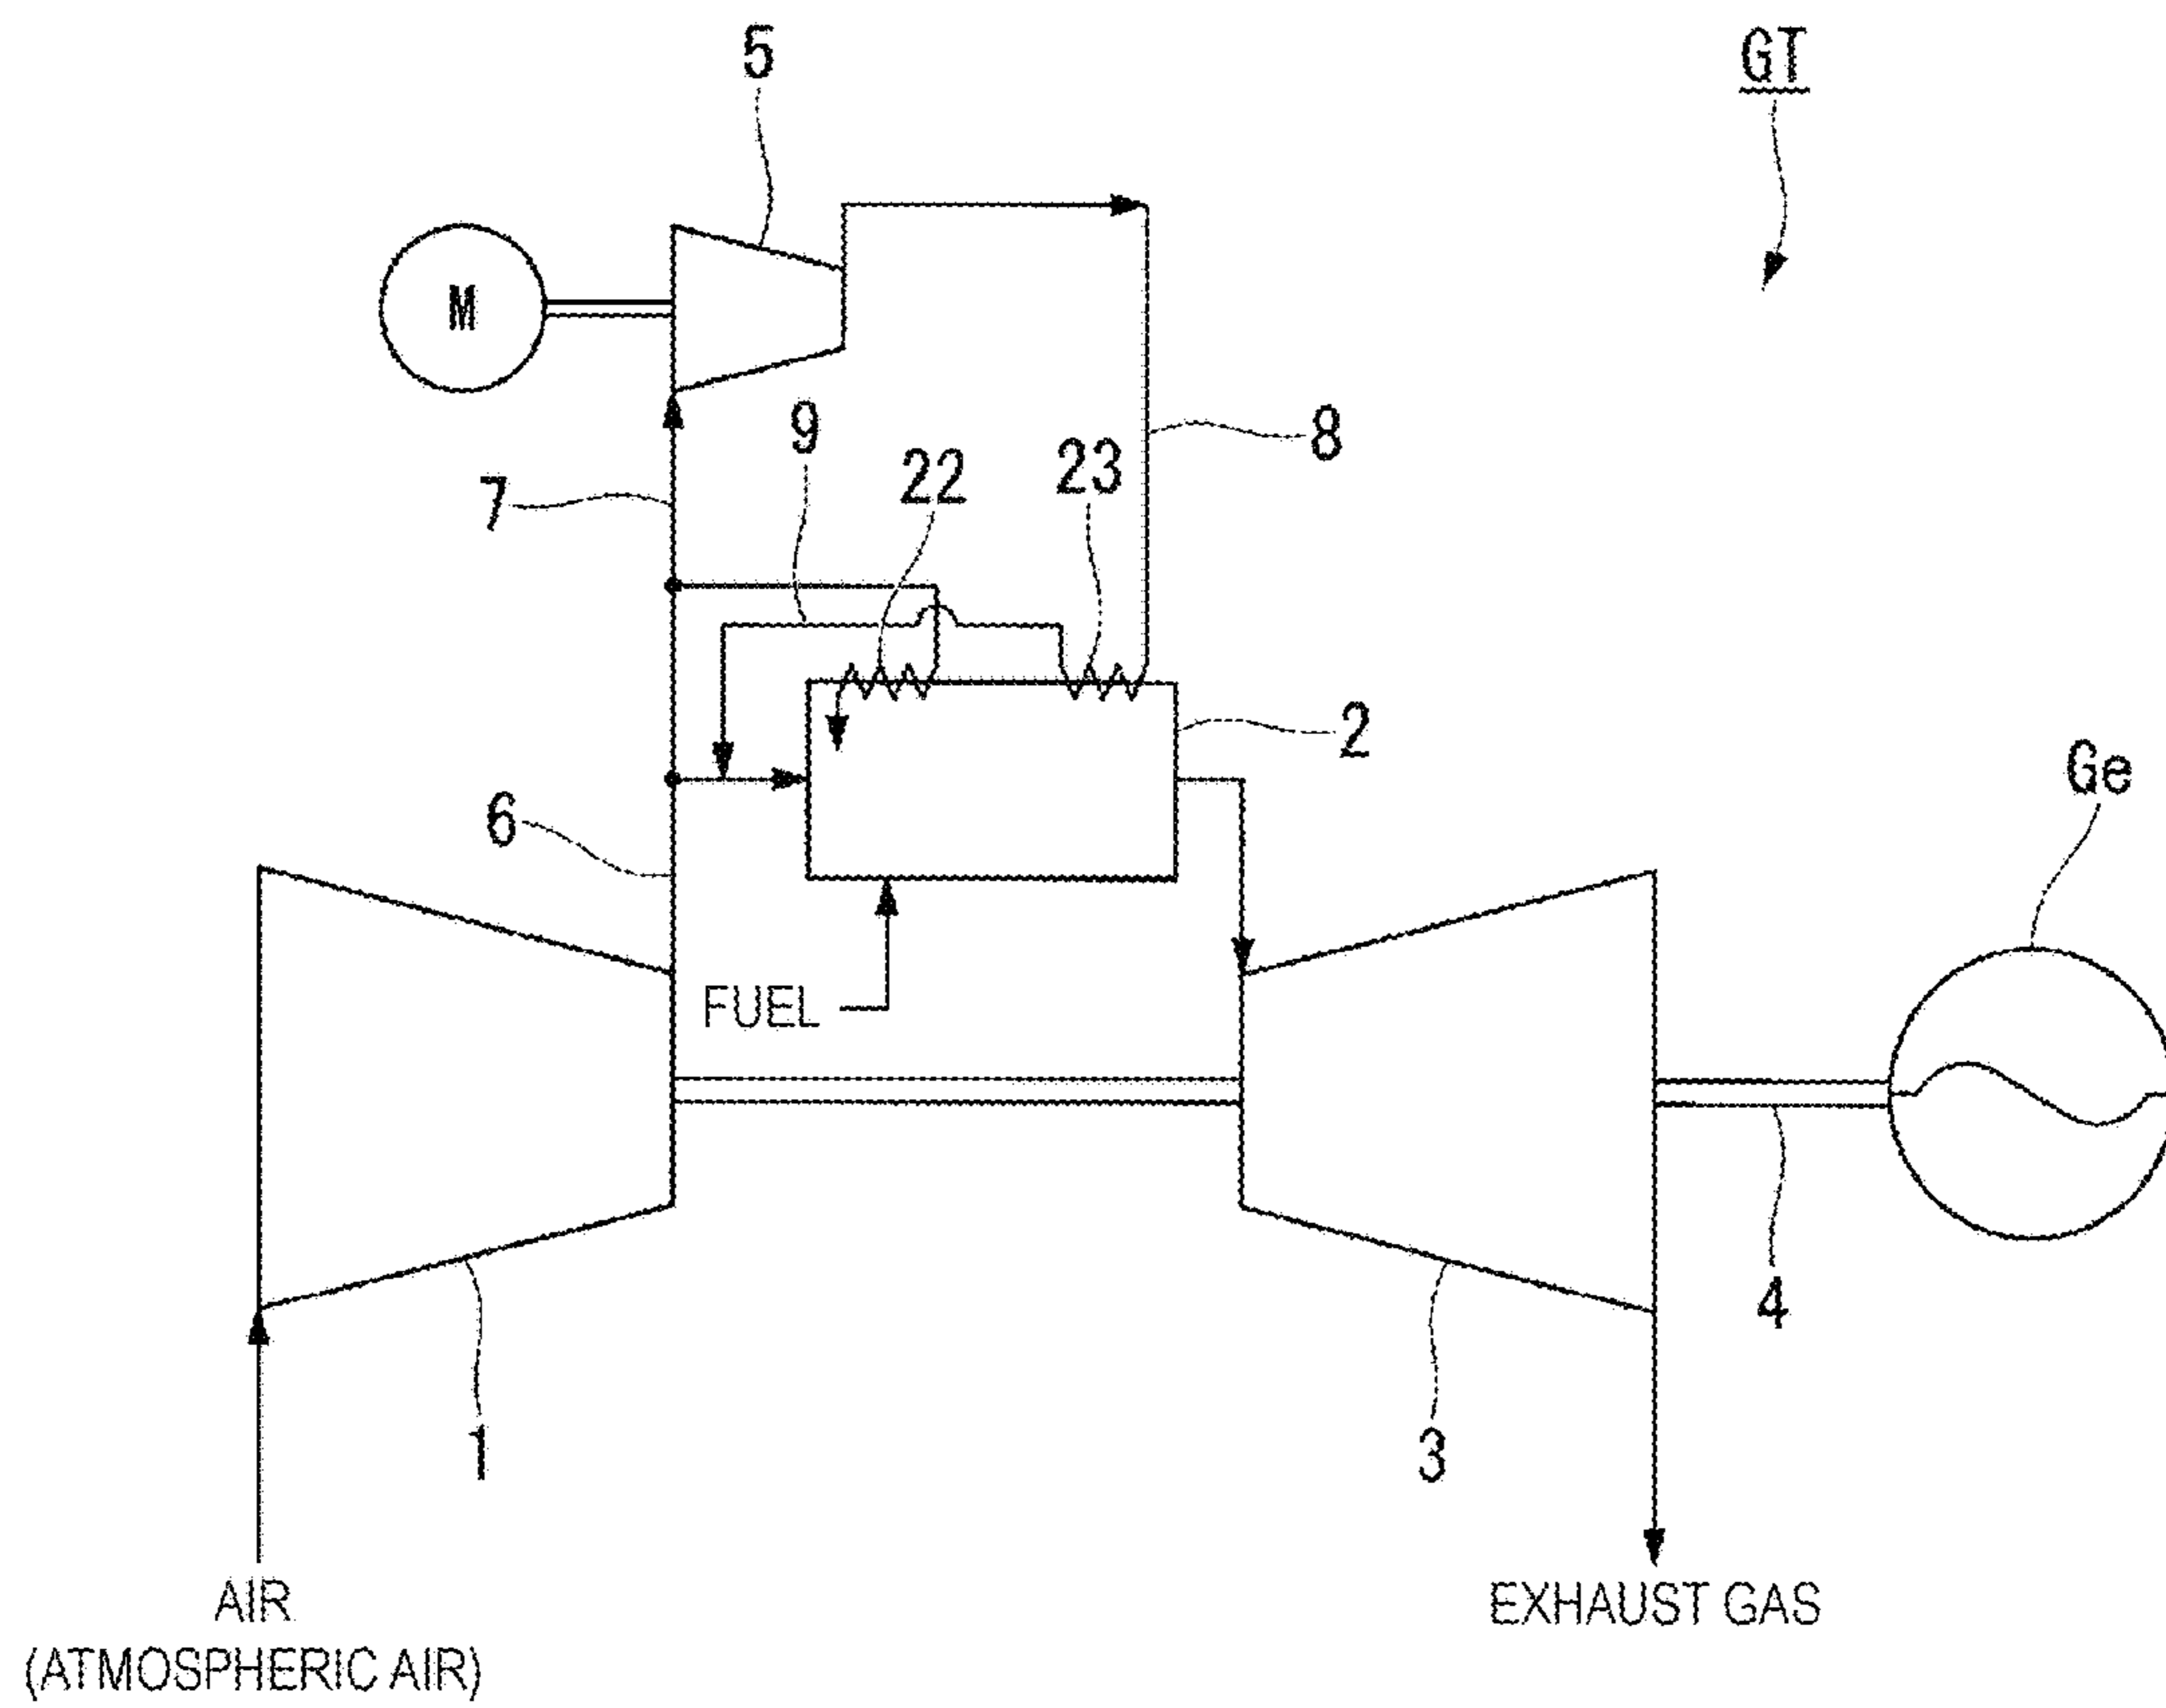 5
GT
M
9
8
22
23
7
2
Ge
6
FUEL
4
1
3
AIR
(ATMOSPHERIC AIR)
EXHAUST GAS